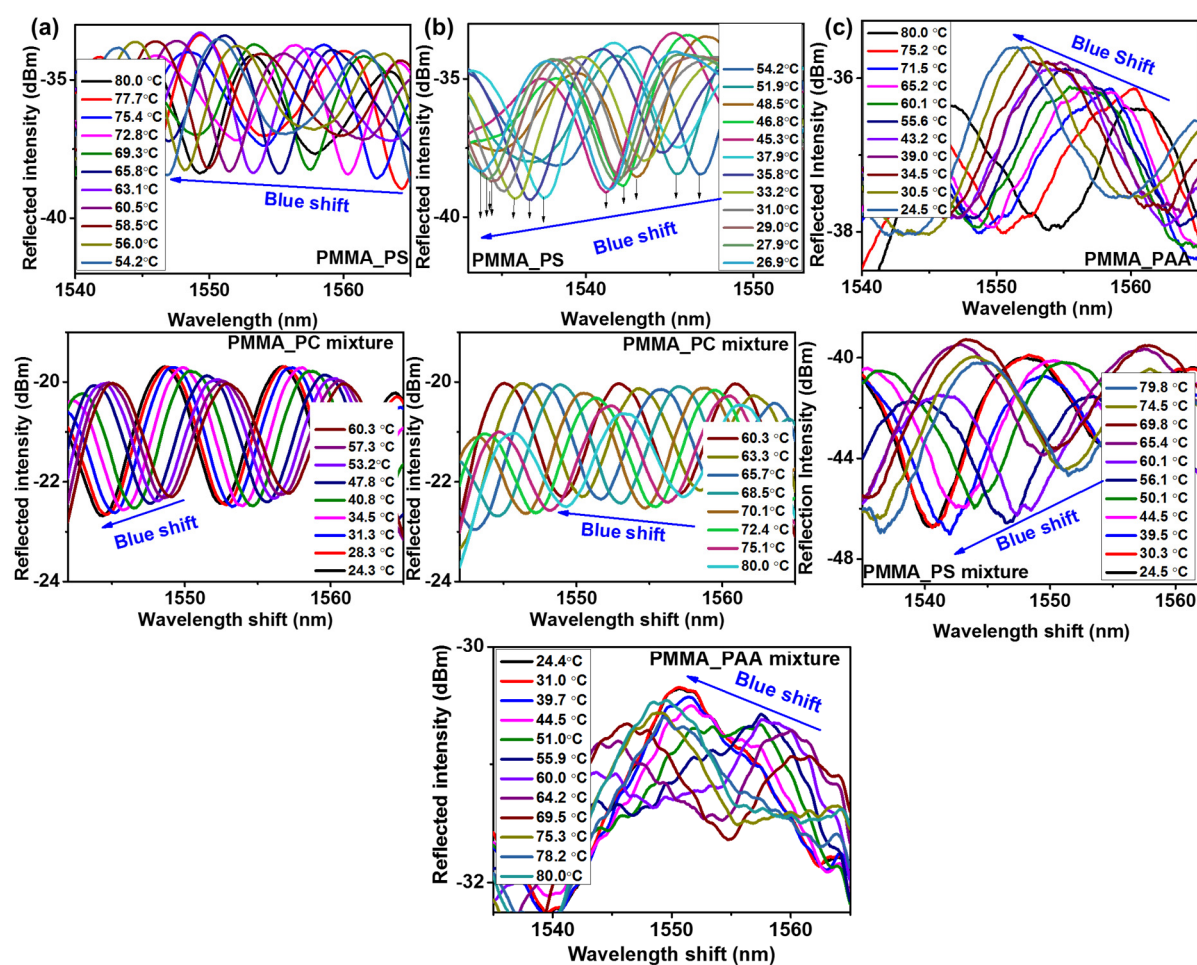 (a)
Reflected intensity (dBm)
-35
-40
80.0 °C
77.7°C
75.4 °C
72.8 °C
69.3°C
65.8 °C
63.1°C
60.5 °C
58.5°C
56.0 °C
54.2°C
Blue shift
PMMA_PS
1540
1550
1560
Wavelength (nm)
(b)
Reflected Intensity (dBm)
-35
-40
54.2°C
51.9°C
48.5°C
46.8°C
45.3°C
37.9°C
35.8°C
33.2°C
31.0°C
29.0°C
27.9°C
26.9°C
Blue shift
PMMA_PS
1540
1550
Wavelength (nm)
(c)
Reflected Intensity (dBm)
-36
-38
80.0 °C
75.2 °C
71.5 °C
65.2 °C
60.1 °C
55.6 °C
43.2 °C
39.0 °C
34.5 °C
30.5 °C
24.5 °C
Blue Shift
PMMA_PAA
1540
1550
1560
Wavelength (nm)
PMMA_PC mixture
Reflected intensity (dBm)
-20
-22
-24
60.3 °C
57.3 °C
53.2 °C
47.8 °C
40.8 °C
34.5 °C
31.3 °C
28.3 °C
24.3 °C
Blue shift
1550
1560
Wavelength shift (nm)
PMMA_PC mixture
Reflected intensity (dBm)
-20
-22
-24
60.3 °C
63.3 °C
65.7 °C
68.5 °C
70.1 °C
72.4 °C
75.1 °C
80.0 °C
Blue shift
1550
1560
Wavelength shift (nm)
Reflection Intensity (dBm)
-40
-44
-48
79.8 °C
74.5 °C
69.8 °C
65.4 °C
60.1 °C
56.1 °C
50.1 °C
44.5 °C
39.5 °C
30.3 °C
24.5 °C
Blue shift
PMMA_PS mixture
1540
1550
1560
Wavelength shift (nm)
Reflected intensity (dBm)
-30
-32
24.4°C
31.0 °C
39.7 °C
44.5 °C
51.0 °C
55.9 °C
60.0 °C
64.2 °C
69.5 °C
75.3 °C
78.2 °C
80.0°C
PMMA_PAA mixture
Blue shift
1540
1550
1560
Wavelength shift (nm)